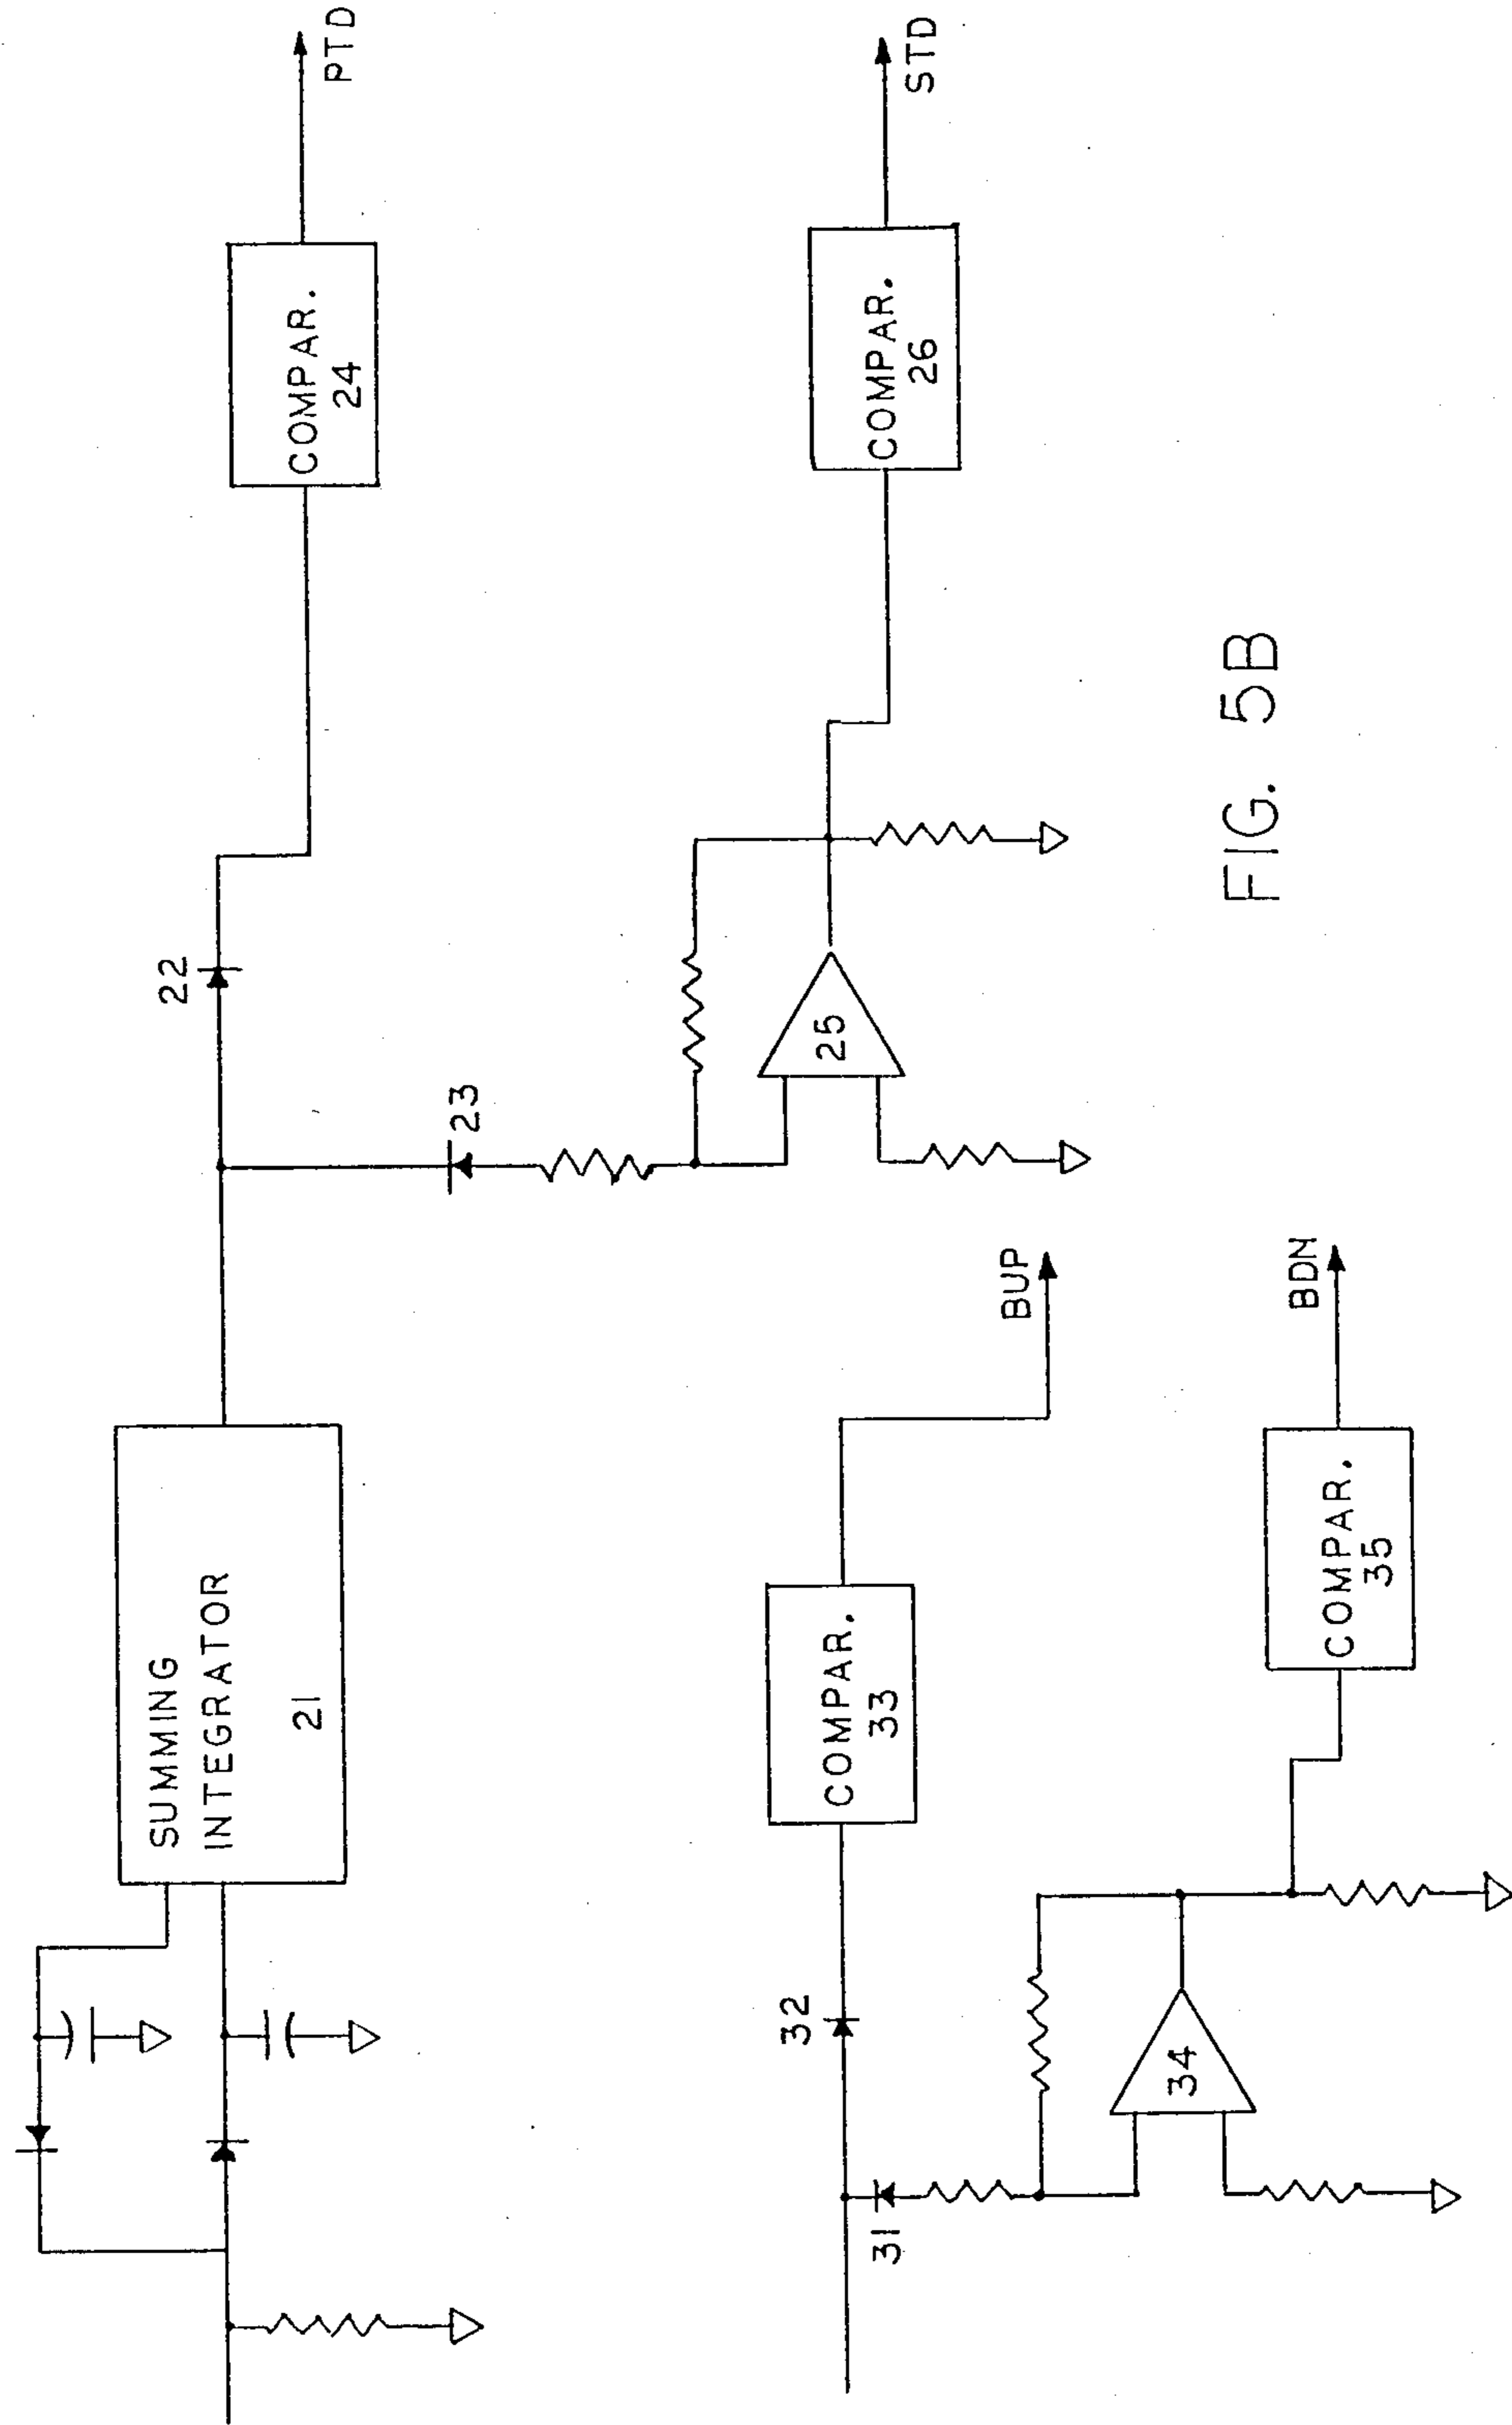 SUMMING
INTEGRATOR
21
22
COMPAR.
24
PTD
23
25
COMPAR.
26
STD
31
32
COMPAR.
33
BUP
34
COMPAR.
35
BDN
FIG. 5B